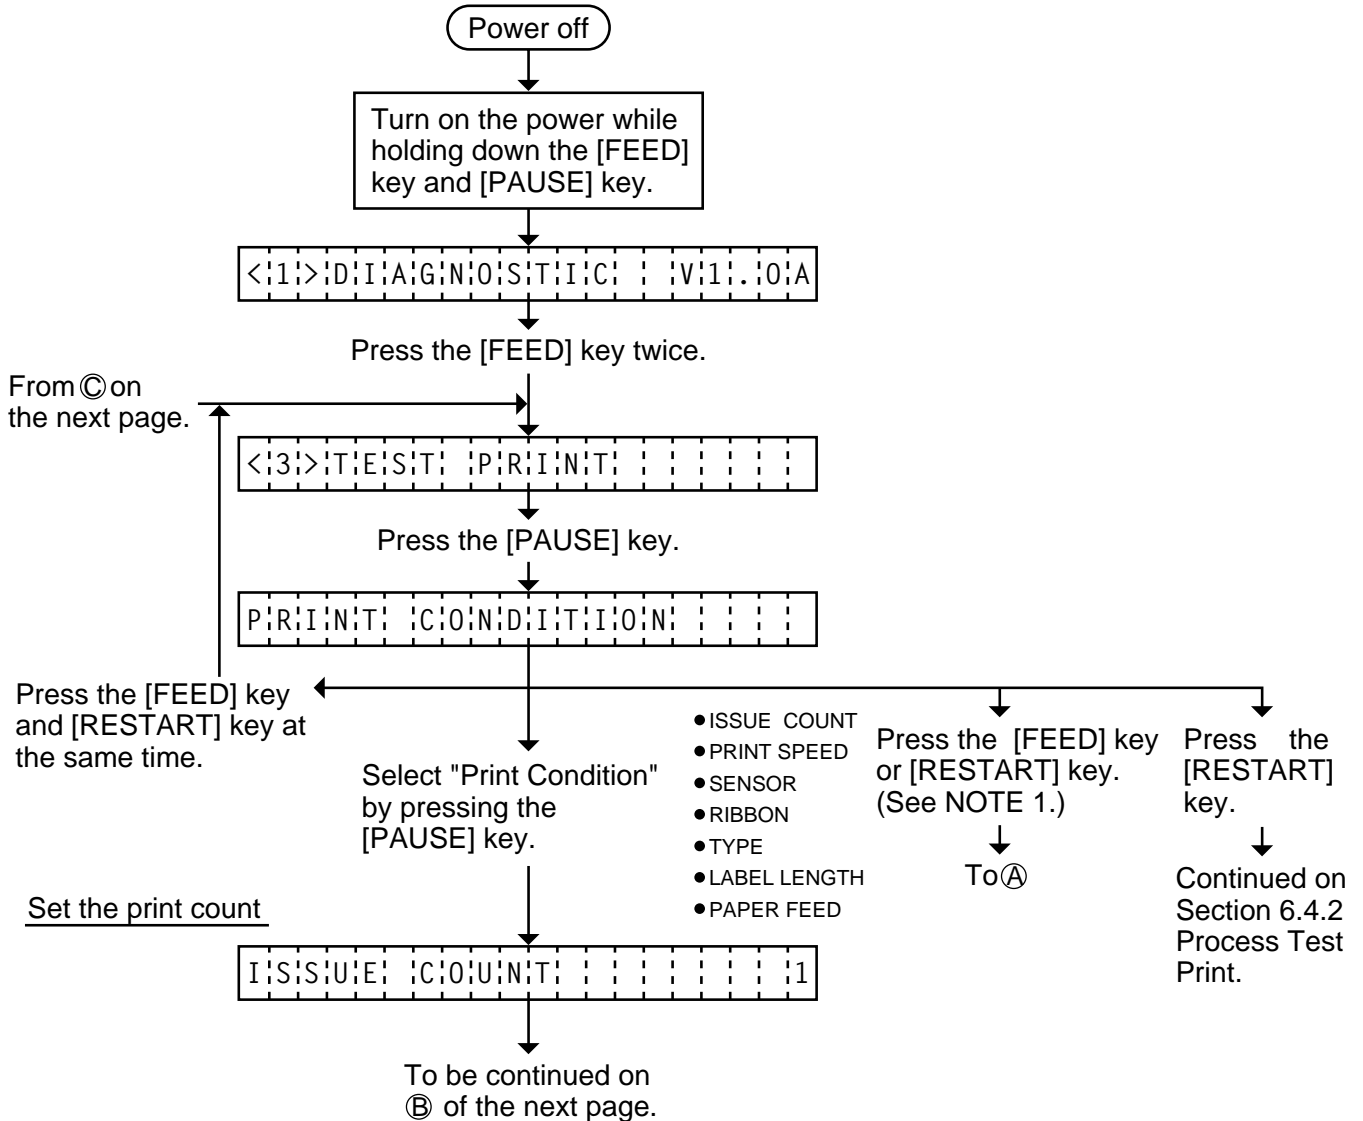 Power off
Turn on the power while
holding down the [FEED]
key and [PAUSE] key.
<1>DIAGNOSTIC  V1.0A
Press the [FEED] key twice.
From Ⓒ on
the next page.
<3>TEST PRINT
Press the [PAUSE] key.
PRINT CONDITION
Press the [FEED] key
and [RESTART] key at
the same time.
Select "Print Condition"
by pressing the
[PAUSE] key.
● ISSUE COUNT
● PRINT SPEED
● SENSOR
● RIBBON
● TYPE
● LABEL LENGTH
● PAPER FEED
Press the [FEED] key
or [RESTART] key.
(See NOTE 1.)
To Ⓐ
Press the
[RESTART]
key.
Continued on
Section 6.4.2
Process Test
Print.
Set the print count
ISSUE COUNT        1
To be continued on
Ⓑ of the next page.